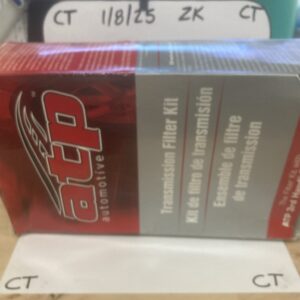 CT 1/8/25 ZK CT
atp
automotive
Transmission Filter Kit
Kit de filtro de transmisión
Ensemble de filtre
de transmission
CT
CT